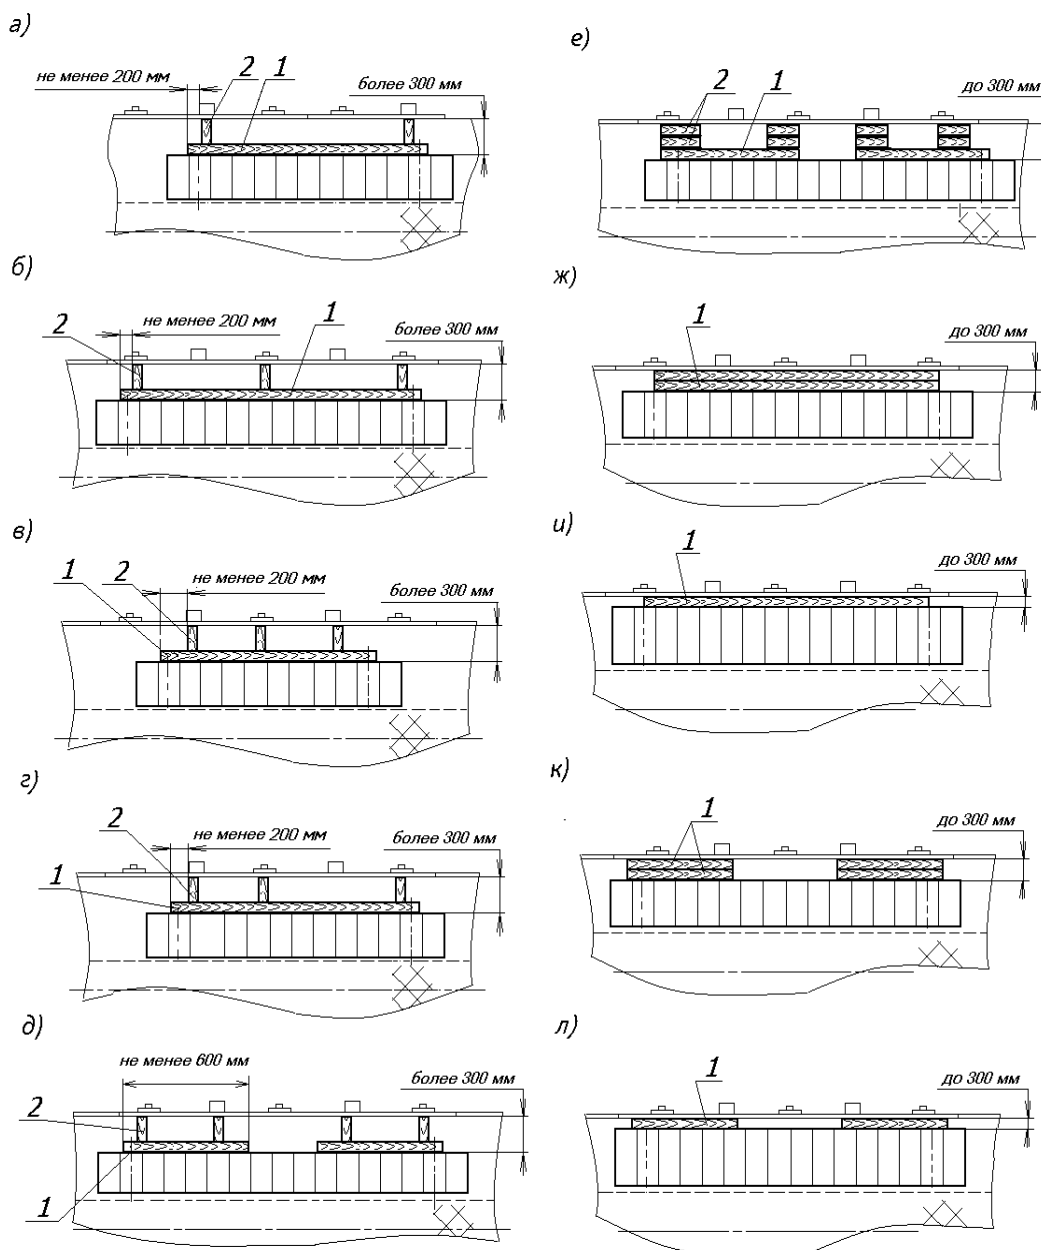 а)
не менее 200 мм
2
1
более 300 мм
б)
2
не менее 200 мм
1
более 300 мм
в)
1
2
не менее 200 мм
более 300 мм
г)
2
не менее 200 мм
более 300 мм
1
д)
не менее 600 мм
более 300 мм
2
1
е)
2
1
до 300 мм
ж)
1
до 300 мм
и)
1
до 300 мм
к)
1
до 300 мм
л)
1
до 300 мм